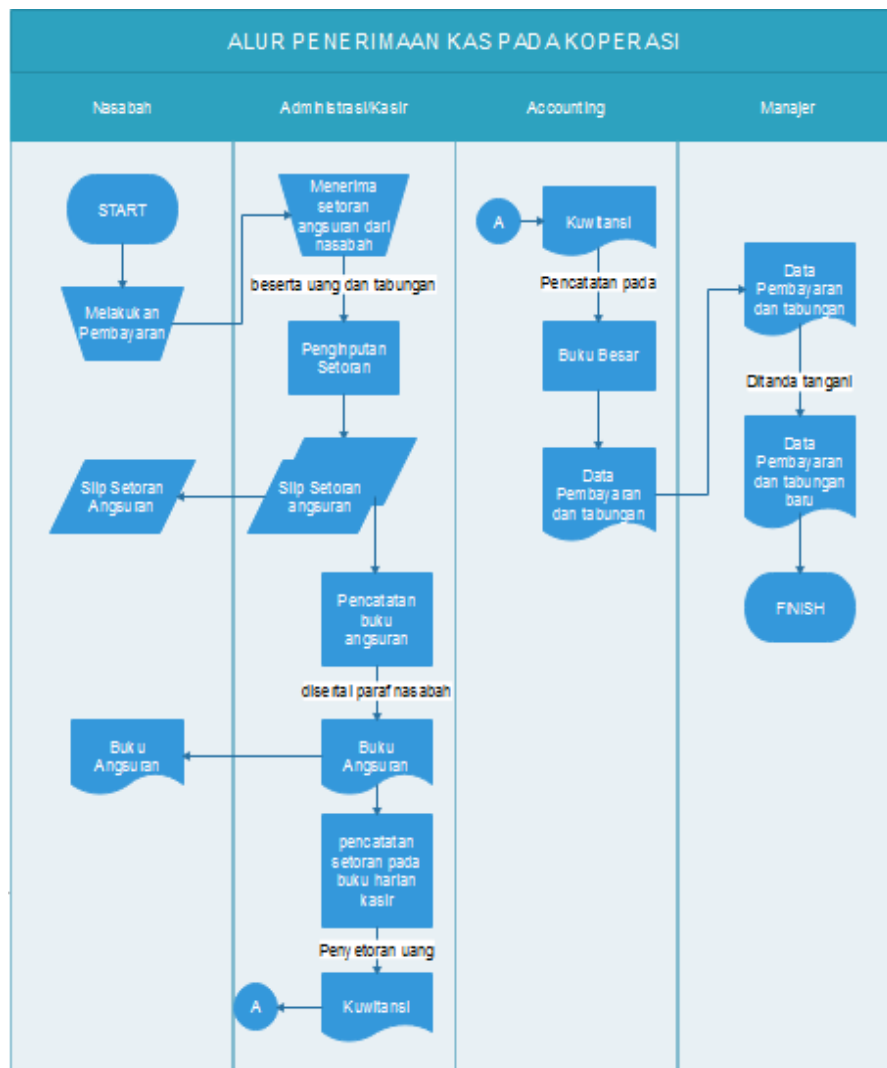 ALUR PENERIMAAN KAS PADA KOPERASI
Nasabah
Administrasi/Kasir
Accounting
Manajer
START
Melakukan
Pembayaran
Slip Setoran
Angsuran
Buku
Angsuran
Menerima
setoran
angsuran dari
nasabah
beserta uang dan tabungan
Penginputan
Setoran
Slip Setoran
angsuran
Pencatatan
buku
angsuran
disertai paraf nasabah
Buku
Angsuran
pencatatan
setoran pada
buku harian
kasir
Penyetoran uang
Kuwitansi
A
A
Kuwitansi
Pencatatan pada
Buku Besar
Data
Pembayaran
dan tabungan
Data
Pembayaran
dan tabungan
Ditanda tangani
Data
Pembayaran
dan tabungan
baru
FINISH